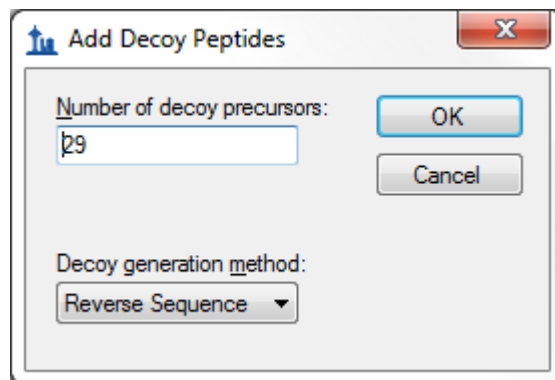 Add Decoy Peptides
Number of decoy precursors:
OK
29
Cancel
Decoy generation method:
Reverse Sequence